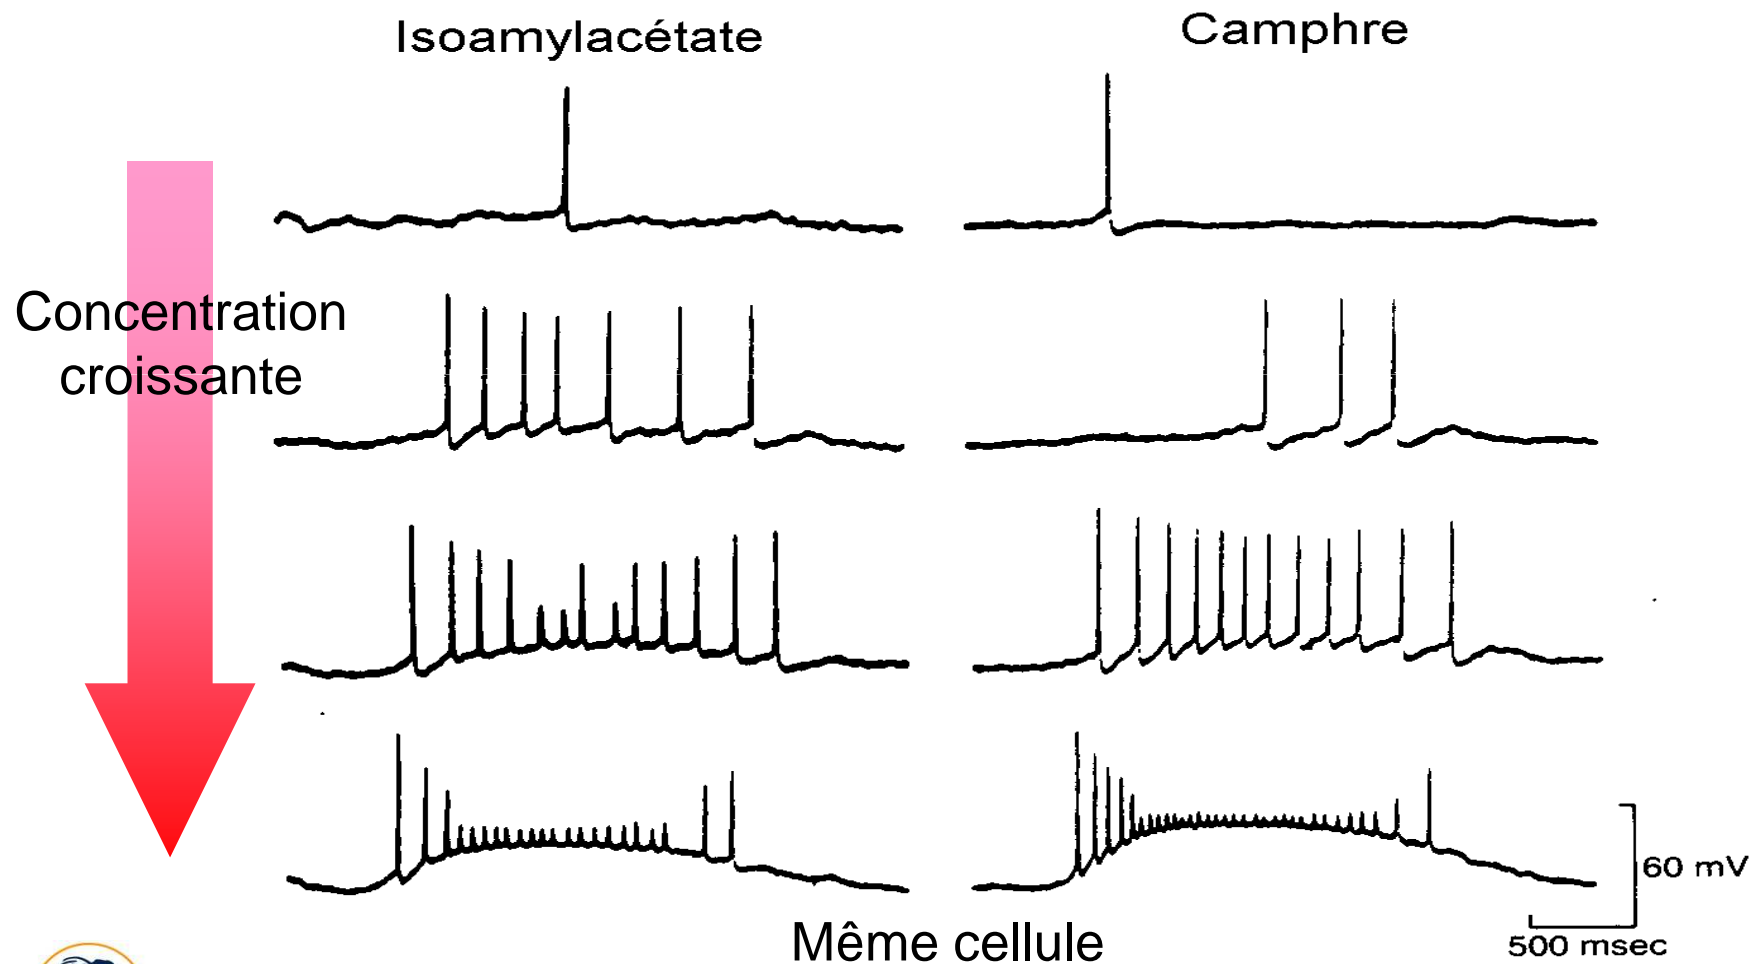 Isoamylacétate
Camphre
Concentration
croissante
60 mV
500 msec
Même cellule